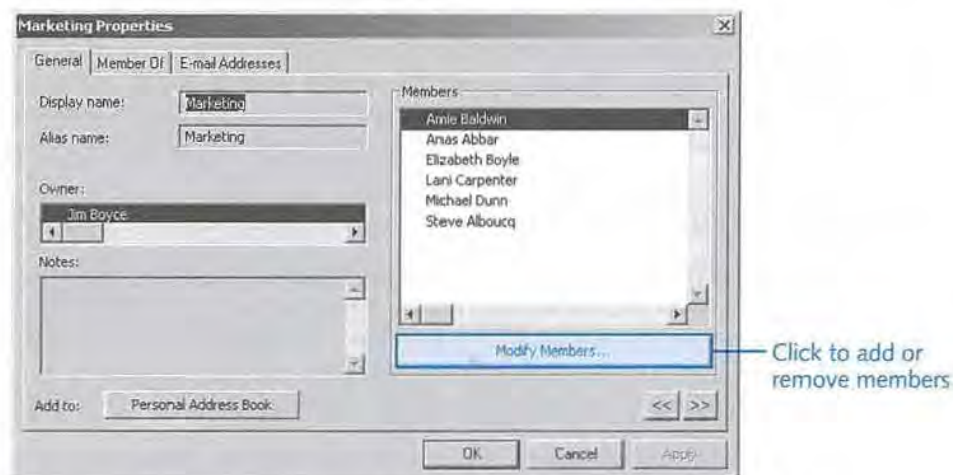 Marketing Properties
General Member Of E-mail Addresses
Display name: Marketing
Alias name: Marketing
Owner:
Jim Boyce
Notes:
Members
Amie Baldwin
Anas Abbar
Elizabeth Boyle
Lani Carpenter
Michael Dunn
Steve Alboucq
Modify Members...
Click to add or
remove members
Add to: Personal Address Book
<< >>
OK Cancel Apply